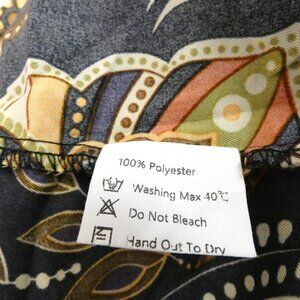 100% Polyester
Washing Max 40℃
Do Not Bleach
Hand Out To Dry